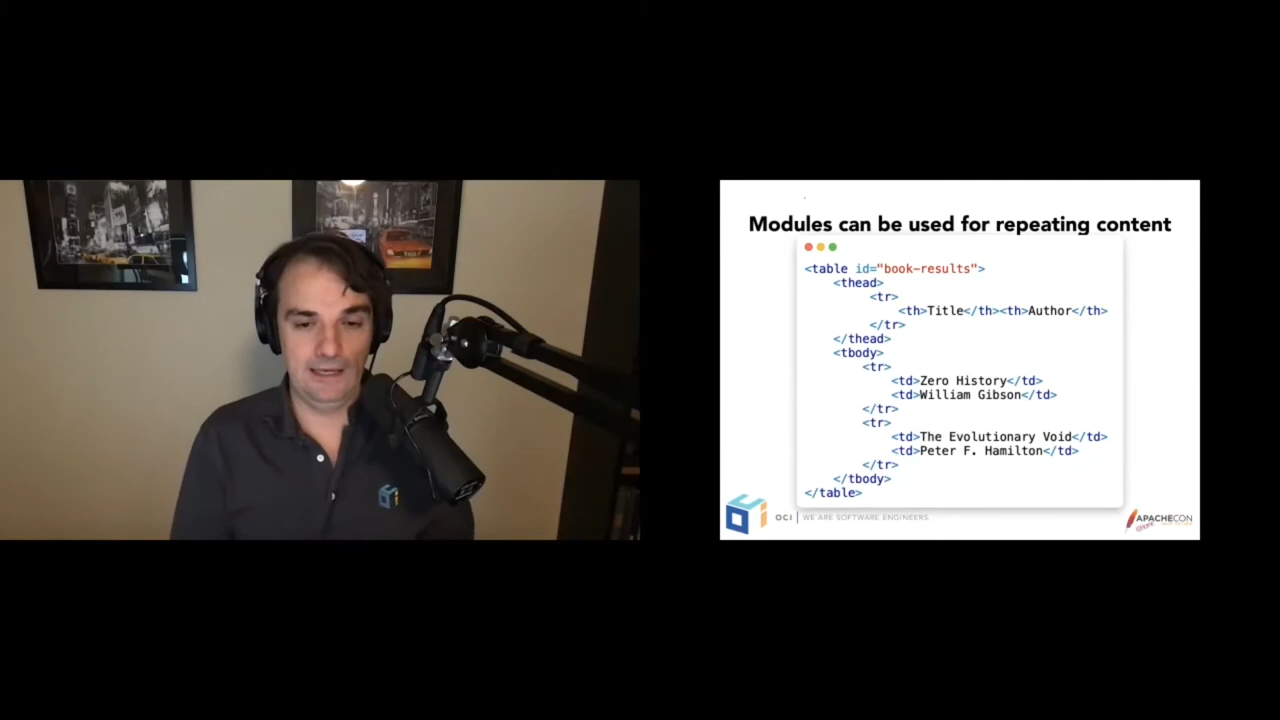 Modules can be used for repeating content
<table id="book-results">
    <thead>
         <tr>
             <th>Title</th><th>Author</th>
         </tr>
    </thead>
    <tbody>
        <tr>
            <td>Zero History</td>
            <td>William Gibson</td>
        </tr>
        <tr>
            <td>The Evolutionary Void</td>
            <td>Peter F. Hamilton</td>
        </tr>
    </tbody>
</table>
OCI | WE ARE SOFTWARE ENGINEERS
APACHECON
@Home